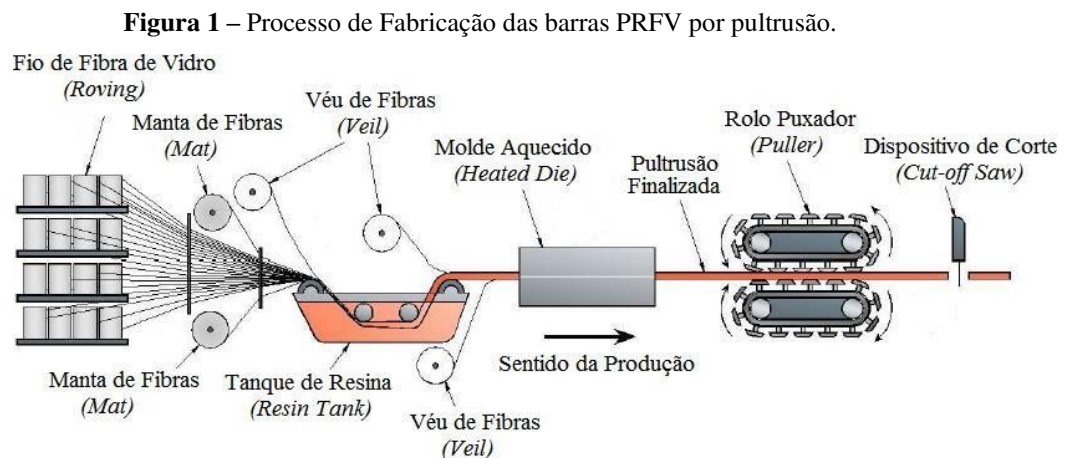 Figura 1 – Processo de Fabricação das barras PRFV por pultrusão.
Fio de Fibra de Vidro
(Roving)
Manta de Fibras
(Mat)
Véu de Fibras
(Veil)
Molde Aquecido
(Heated Die)
Pultrusão
Finalizada
Rolo Puxador
(Puller)
Dispositivo de Corte
(Cut-off Saw)
Manta de Fibras
(Mat)
Tanque de Resina
(Resin Tank)
Véu de Fibras
(Veil)
Sentido da Produção